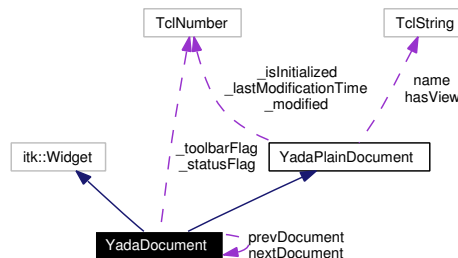 TclNumber
TclString
_isInitialized
_lastModificationTime
_modified
name
hasView
itk::Widget
_toolbarFlag
_statusFlag
YadaPlainDocument
YadaDocument
prevDocument
nextDocument